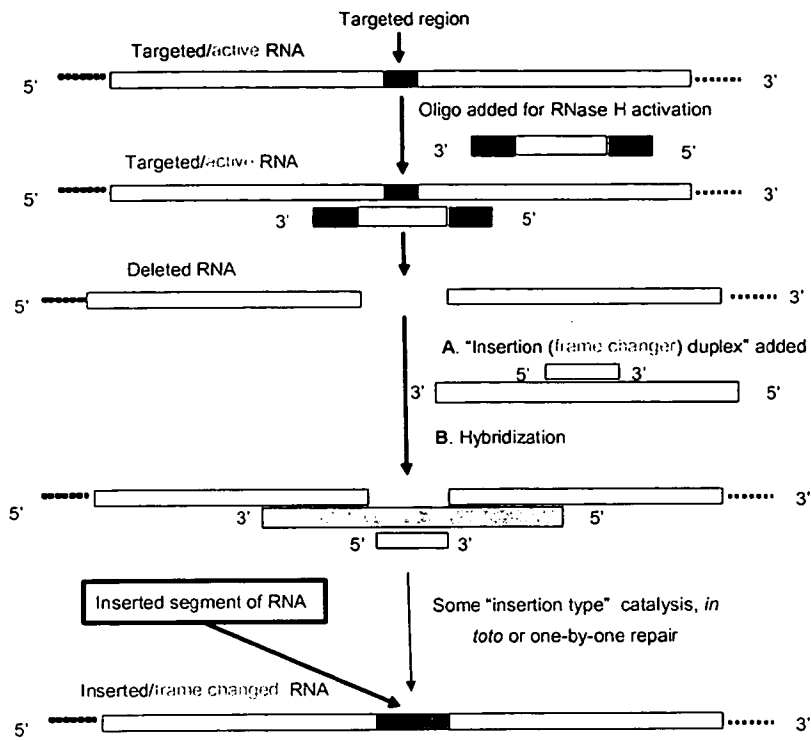 Targeted region
Targeted/active RNA
5' 3'
Oligo added for RNase H activation
3' 5'
Targeted/active RNA
5' 3'
3' 5'
Deleted RNA
5' 3'
A. "Insertion (frame changer) duplex" added
5' 3'
3' 5'
B. Hybridization
5' 3'
3' 5'
5' 3'
Inserted segment of RNA
Some "insertion type" catalysis, in
toto or one-by-one repair
Inserted/frame changed RNA
5' 3'